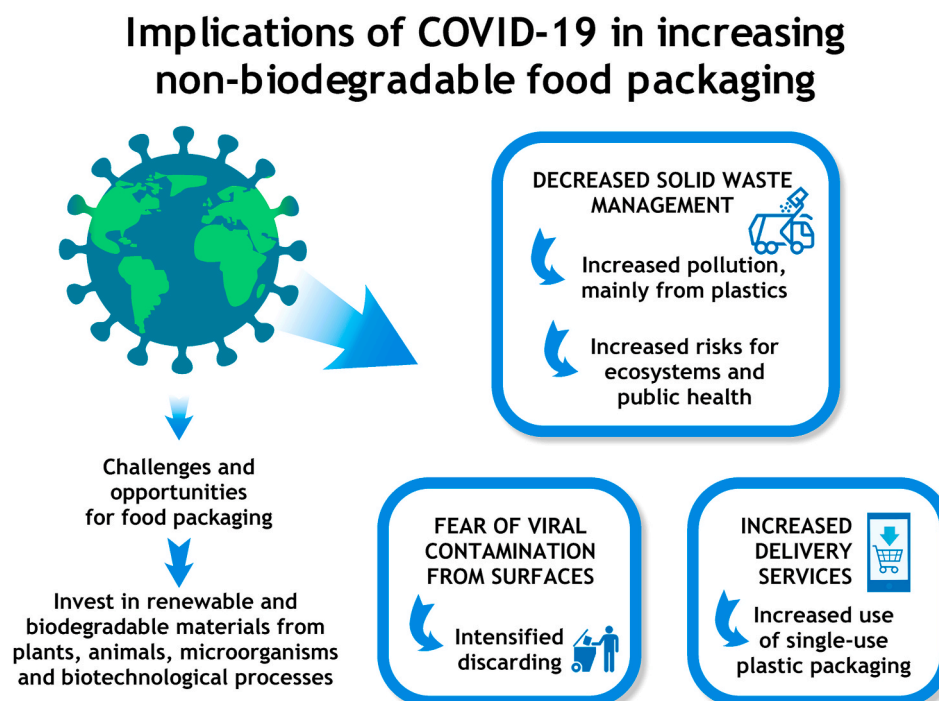 Implications of COVID-19 in increasing
non-biodegradable food packaging
DECREASED SOLID WASTE
MANAGEMENT
Increased pollution,
mainly from plastics
Increased risks for
ecosystems and
public health
Challenges and
opportunities
for food packaging
Invest in renewable and
biodegradable materials from
plants, animals, microorganisms
and biotechnological processes
FEAR OF VIRAL
CONTAMINATION
FROM SURFACES
Intensified
discarding
INCREASED
DELIVERY
SERVICES
Increased use
of single-use
plastic packaging